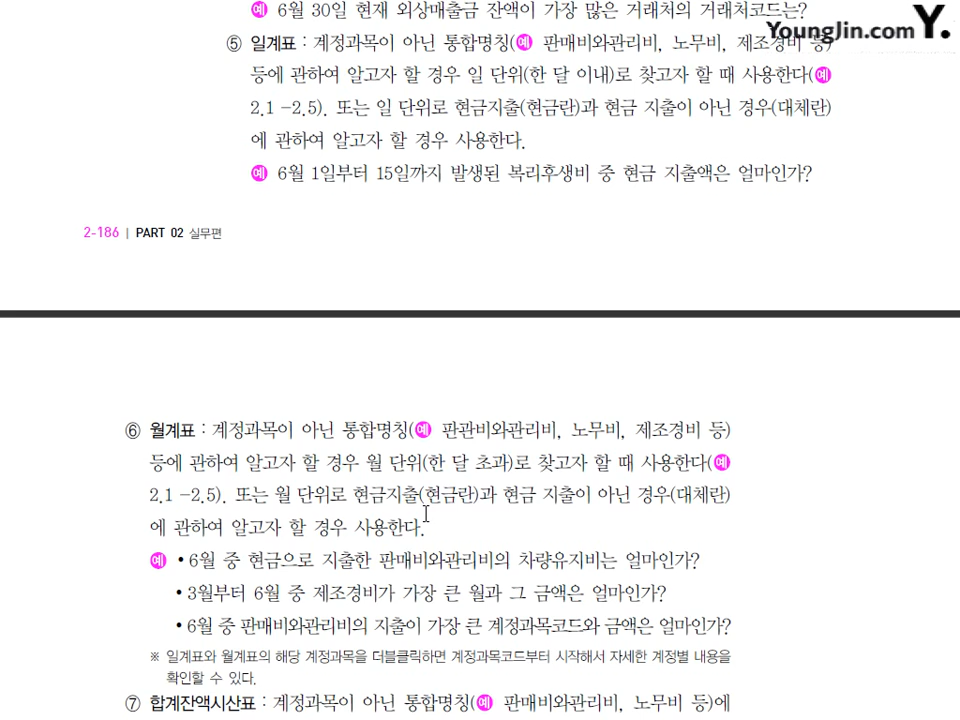 예 6월 30일 현재 외상매출금 잔액이 가장 많은 거래처의 거래처코드는?
YoungJin.com Y.
⑤ 일계표 : 계정과목이 아닌 통합명칭(예 판매비와관리비, 노무비, 제조경비 등)
등에 관하여 알고자 할 경우 일 단위(한 달 이내)로 찾고자 할 때 사용한다(예
2.1 -2.5). 또는 일 단위로 현금지출(현금란)과 현금 지출이 아닌 경우(대체란)
에 관하여 알고자 할 경우 사용한다.
예 6월 1일부터 15일까지 발생된 복리후생비 중 현금 지출액은 얼마인가?
2-186 | PART 02 실무편
⑥ 월계표 : 계정과목이 아닌 통합명칭(예 판관비와관리비, 노무비, 제조경비 등)
등에 관하여 알고자 할 경우 월 단위(한 달 초과)로 찾고자 할 때 사용한다(예
2.1 -2.5). 또는 월 단위로 현금지출(현금란)과 현금 지출이 아닌 경우(대체란)
에 관하여 알고자 할 경우 사용한다.
예 • 6월 중 현금으로 지출한 판매비와관리비의 차량유지비는 얼마인가?
• 3월부터 6월 중 제조경비가 가장 큰 월과 그 금액은 얼마인가?
• 6월 중 판매비와관리비의 지출이 가장 큰 계정과목코드와 금액은 얼마인가?
※ 일계표와 월계표의 해당 계정과목을 더블클릭하면 계정과목코드부터 시작해서 자세한 계정별 내용을
확인할 수 있다.
⑦ 합계잔액시산표 : 계정과목이 아닌 통합명칭(예 판매비와관리비, 노무비 등)에